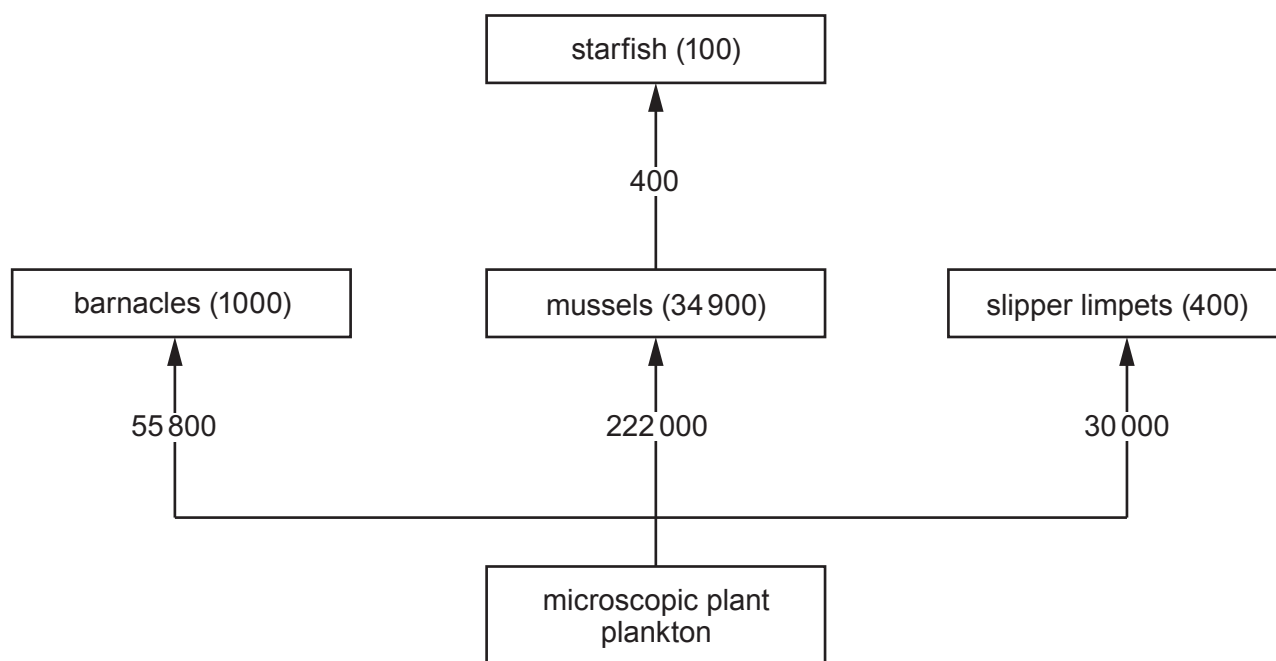 starfish (100)
400
barnacles (1000)
mussels (34 900)
slipper limpets (400)
55 800
222 000
30 000
microscopic plant
plankton